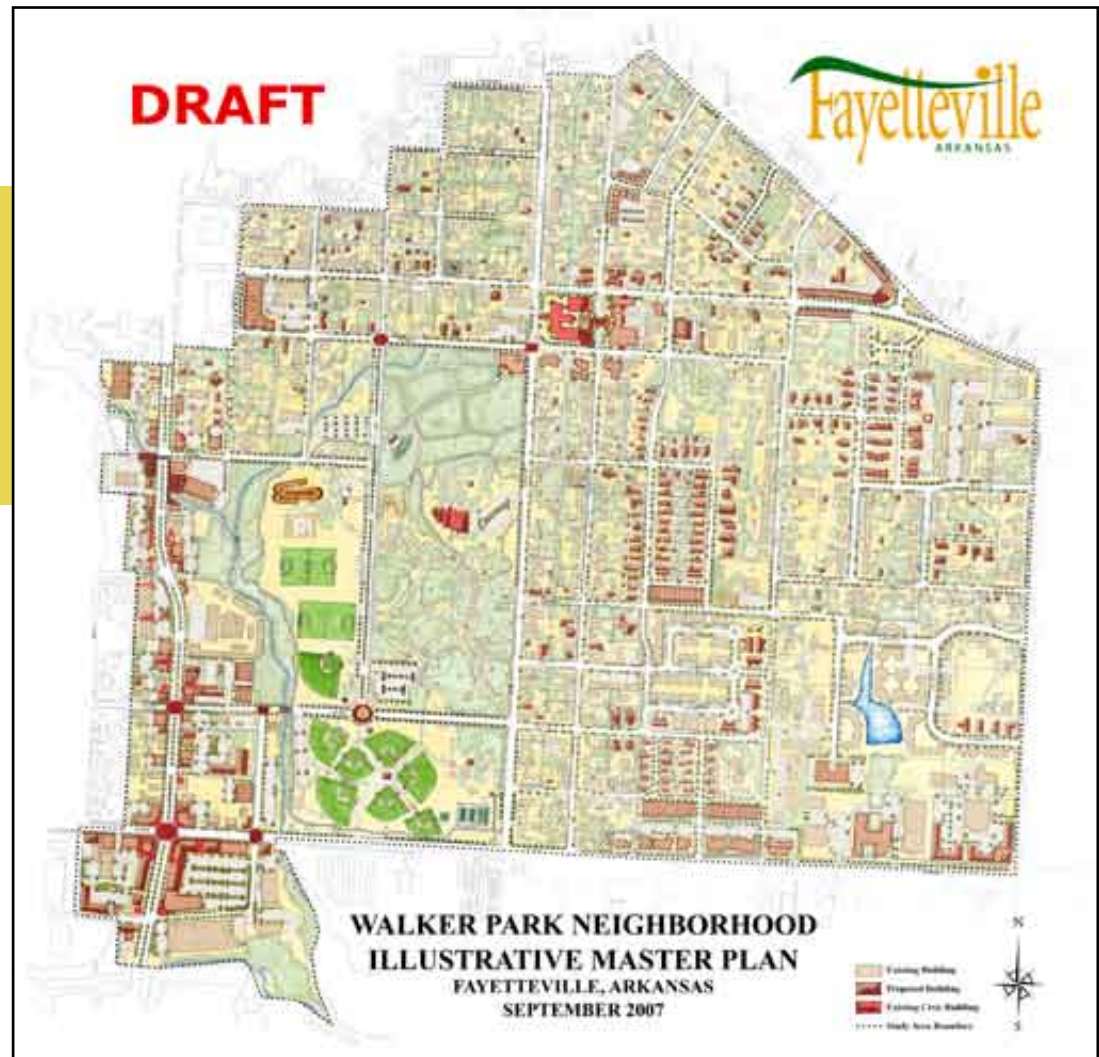 DRAFT
Fayetteville
ARKANSAS
WALKER PARK NEIGHBORHOOD
ILLUSTRATIVE MASTER PLAN
FAYETTEVILLE, ARKANSAS
SEPTEMBER 2007
N
Existing Building
Proposed Building
Existing Civic Building
Study Area Boundary
S